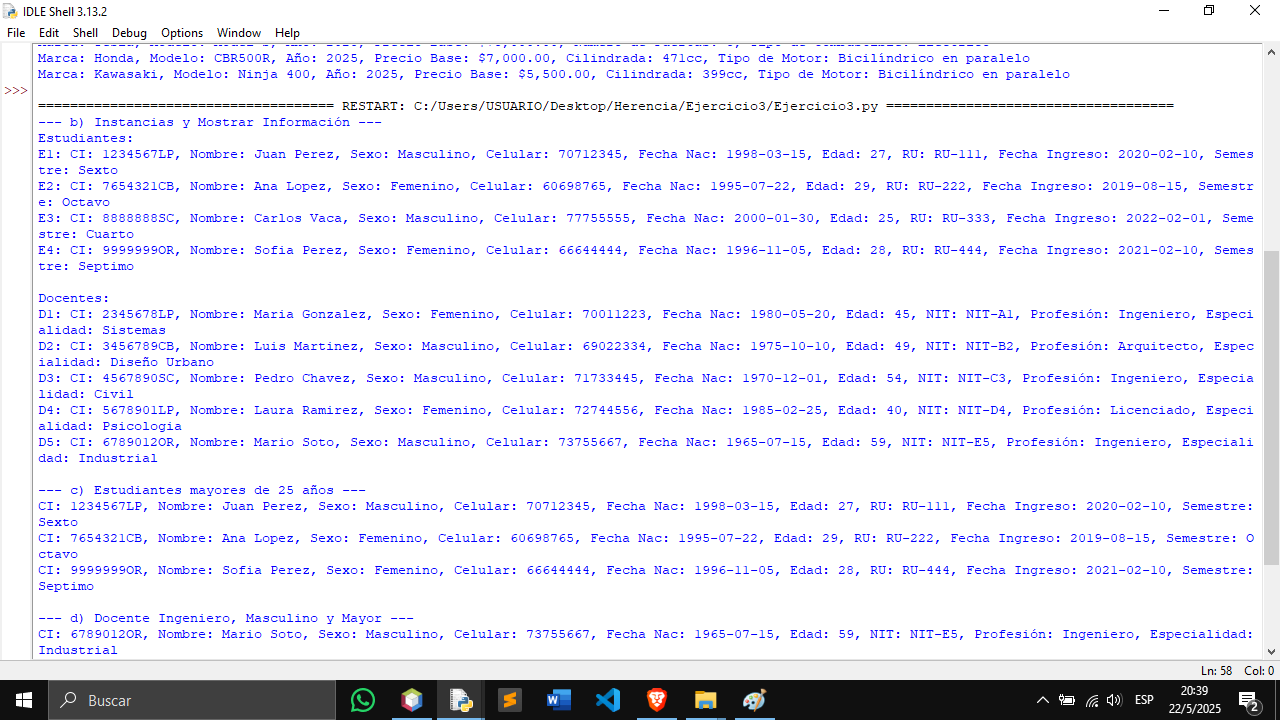 IDLE Shell 3.13.2
File Edit Shell Debug Options Window Help
Marca: Honda, Modelo: CBR500R, Año: 2025, Precio Base: $7,000.00, Cilindrada: 471cc, Tipo de Motor: Bicilíndrico en paralelo
Marca: Kawasaki, Modelo: Ninja 400, Año: 2025, Precio Base: $5,500.00, Cilindrada: 399cc, Tipo de Motor: Bicilíndrico en paralelo
>>>
===================================== RESTART: C:/Users/USUARIO/Desktop/Herencia/Ejercicio3/Ejercicio3.py ====================================
--- b) Instancias y Mostrar Información ---
Estudiantes:
E1: CI: 1234567LP, Nombre: Juan Perez, Sexo: Masculino, Celular: 70712345, Fecha Nac: 1998-03-15, Edad: 27, RU: RU-111, Fecha Ingreso: 2020-02-10, Semes
tre: Sexto
E2: CI: 7654321CB, Nombre: Ana Lopez, Sexo: Femenino, Celular: 60698765, Fecha Nac: 1995-07-22, Edad: 29, RU: RU-222, Fecha Ingreso: 2019-08-15, Semestr
e: Octavo
E3: CI: 8888888SC, Nombre: Carlos Vaca, Sexo: Masculino, Celular: 77755555, Fecha Nac: 2000-01-30, Edad: 25, RU: RU-333, Fecha Ingreso: 2022-02-01, Seme
stre: Cuarto
E4: CI: 9999999OR, Nombre: Sofia Perez, Sexo: Femenino, Celular: 66644444, Fecha Nac: 1996-11-05, Edad: 28, RU: RU-444, Fecha Ingreso: 2021-02-10, Semes
tre: Septimo
Docentes:
D1: CI: 2345678LP, Nombre: Maria Gonzalez, Sexo: Femenino, Celular: 70011223, Fecha Nac: 1980-05-20, Edad: 45, NIT: NIT-A1, Profesión: Ingeniero, Especi
alidad: Sistemas
D2: CI: 3456789CB, Nombre: Luis Martinez, Sexo: Masculino, Celular: 69022334, Fecha Nac: 1975-10-10, Edad: 49, NIT: NIT-B2, Profesión: Arquitecto, Espec
ialidad: Diseño Urbano
D3: CI: 4567890SC, Nombre: Pedro Chavez, Sexo: Masculino, Celular: 71733445, Fecha Nac: 1970-12-01, Edad: 54, NIT: NIT-C3, Profesión: Ingeniero, Especia
lidad: Civil
D4: CI: 5678901LP, Nombre: Laura Ramirez, Sexo: Femenino, Celular: 72744556, Fecha Nac: 1985-02-25, Edad: 40, NIT: NIT-D4, Profesión: Licenciado, Especi
alidad: Psicologia
D5: CI: 6789012OR, Nombre: Mario Soto, Sexo: Masculino, Celular: 73755667, Fecha Nac: 1965-07-15, Edad: 59, NIT: NIT-E5, Profesión: Ingeniero, Especiali
dad: Industrial
--- c) Estudiantes mayores de 25 años ---
CI: 1234567LP, Nombre: Juan Perez, Sexo: Masculino, Celular: 70712345, Fecha Nac: 1998-03-15, Edad: 27, RU: RU-111, Fecha Ingreso: 2020-02-10, Semestre:
Sexto
CI: 7654321CB, Nombre: Ana Lopez, Sexo: Femenino, Celular: 60698765, Fecha Nac: 1995-07-22, Edad: 29, RU: RU-222, Fecha Ingreso: 2019-08-15, Semestre: O
ctavo
CI: 9999999OR, Nombre: Sofia Perez, Sexo: Femenino, Celular: 66644444, Fecha Nac: 1996-11-05, Edad: 28, RU: RU-444, Fecha Ingreso: 2021-02-10, Semestre:
Septimo
--- d) Docente Ingeniero, Masculino y Mayor ---
CI: 6789012OR, Nombre: Mario Soto, Sexo: Masculino, Celular: 73755667, Fecha Nac: 1965-07-15, Edad: 59, NIT: NIT-E5, Profesión: Ingeniero, Especialidad:
Industrial
Ln: 58 Col: 0
Buscar
ESP
20:39
22/5/2025
2